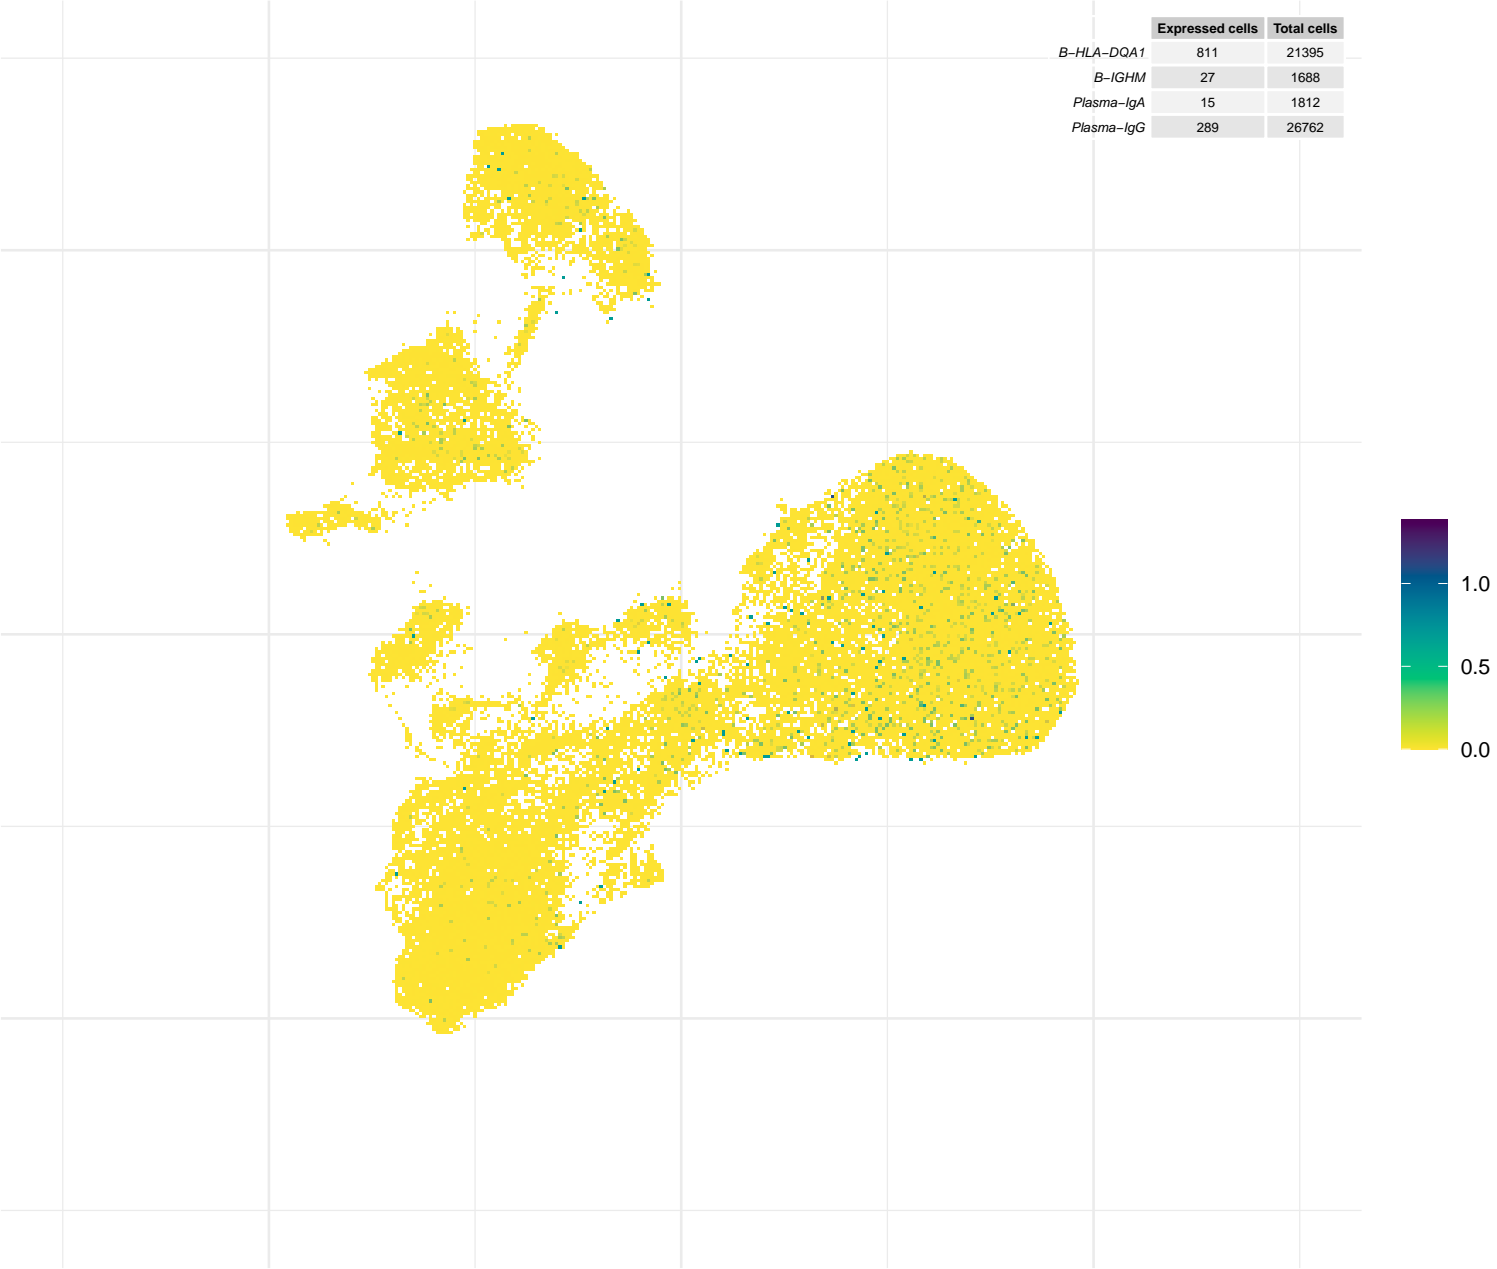 Expressed cells Total cells
B−HLA−DQA1 811 21395
B−IGHM 27 1688
Plasma−IgA 15 1812
Plasma−IgG 289 26762
1.0
0.5
0.0